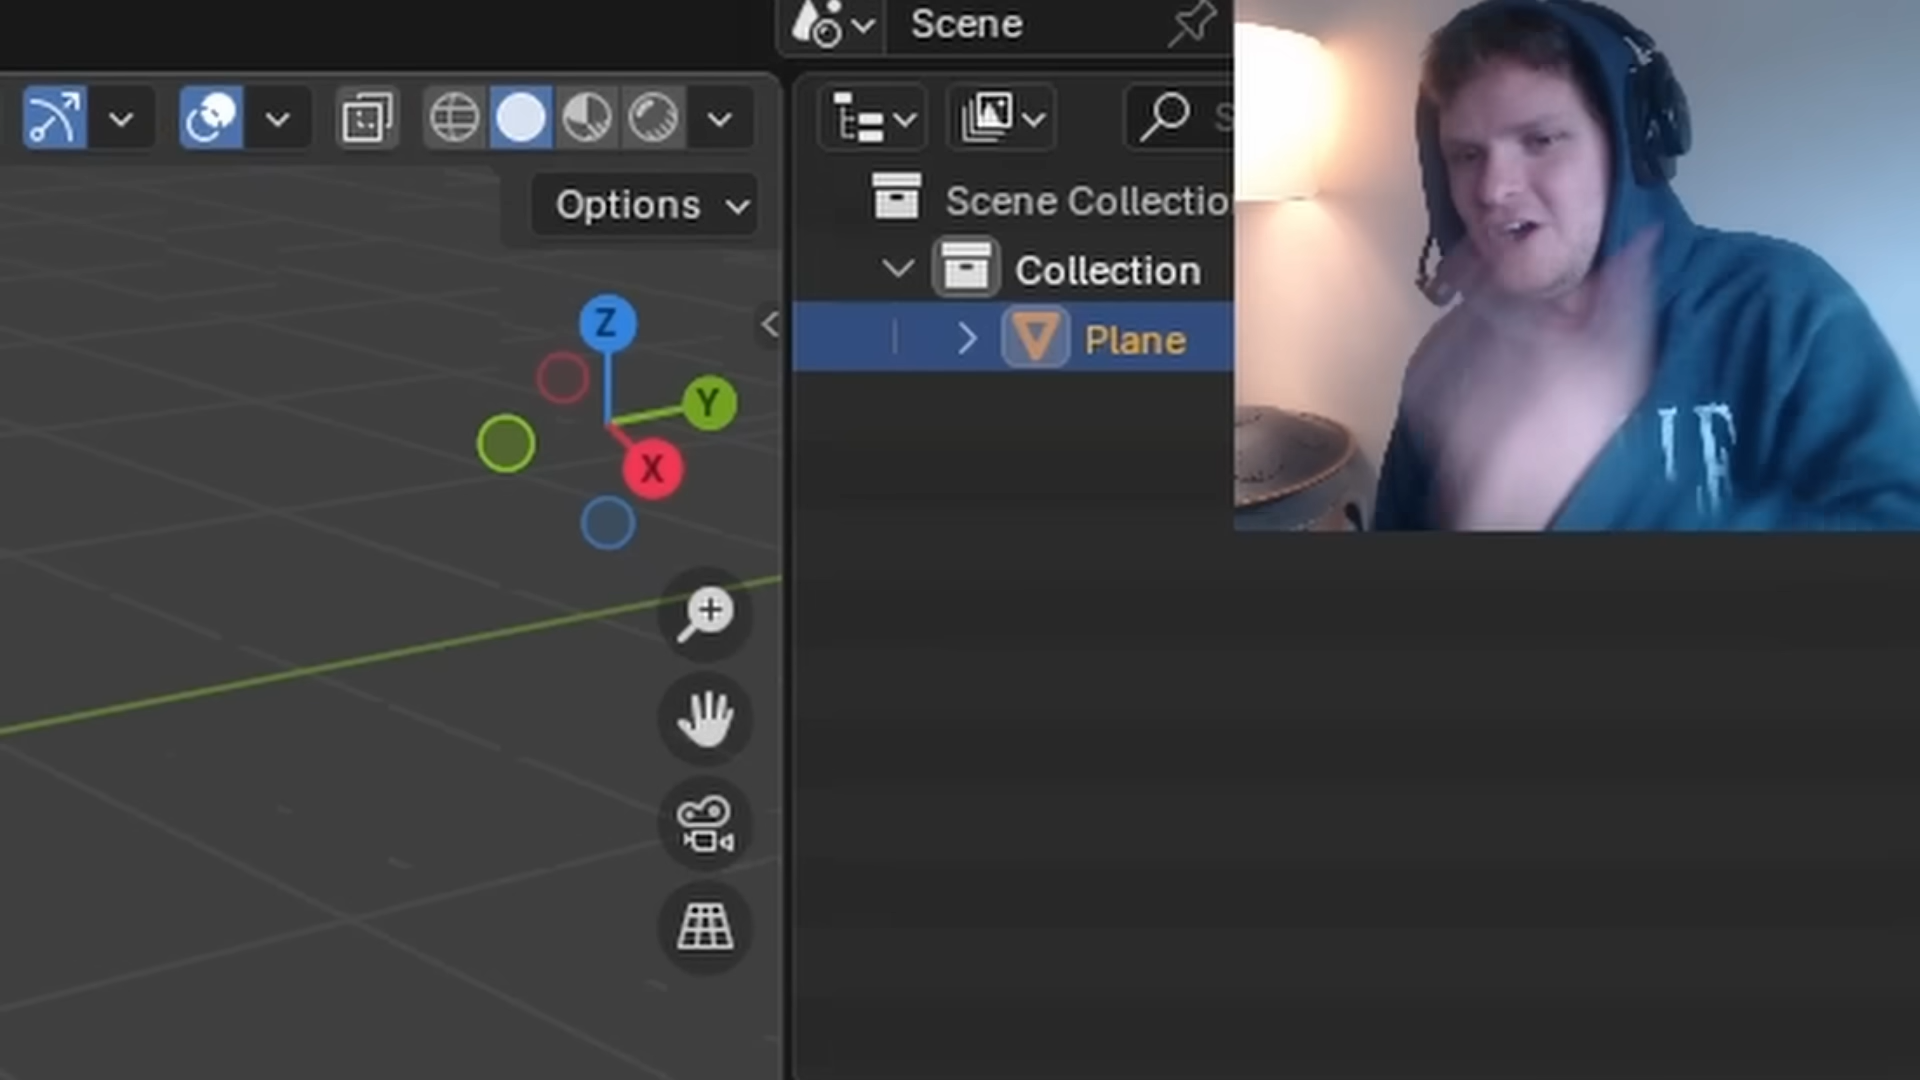 Scene
Options
Scene Collectio
Collection
Plane
Z
Y
X